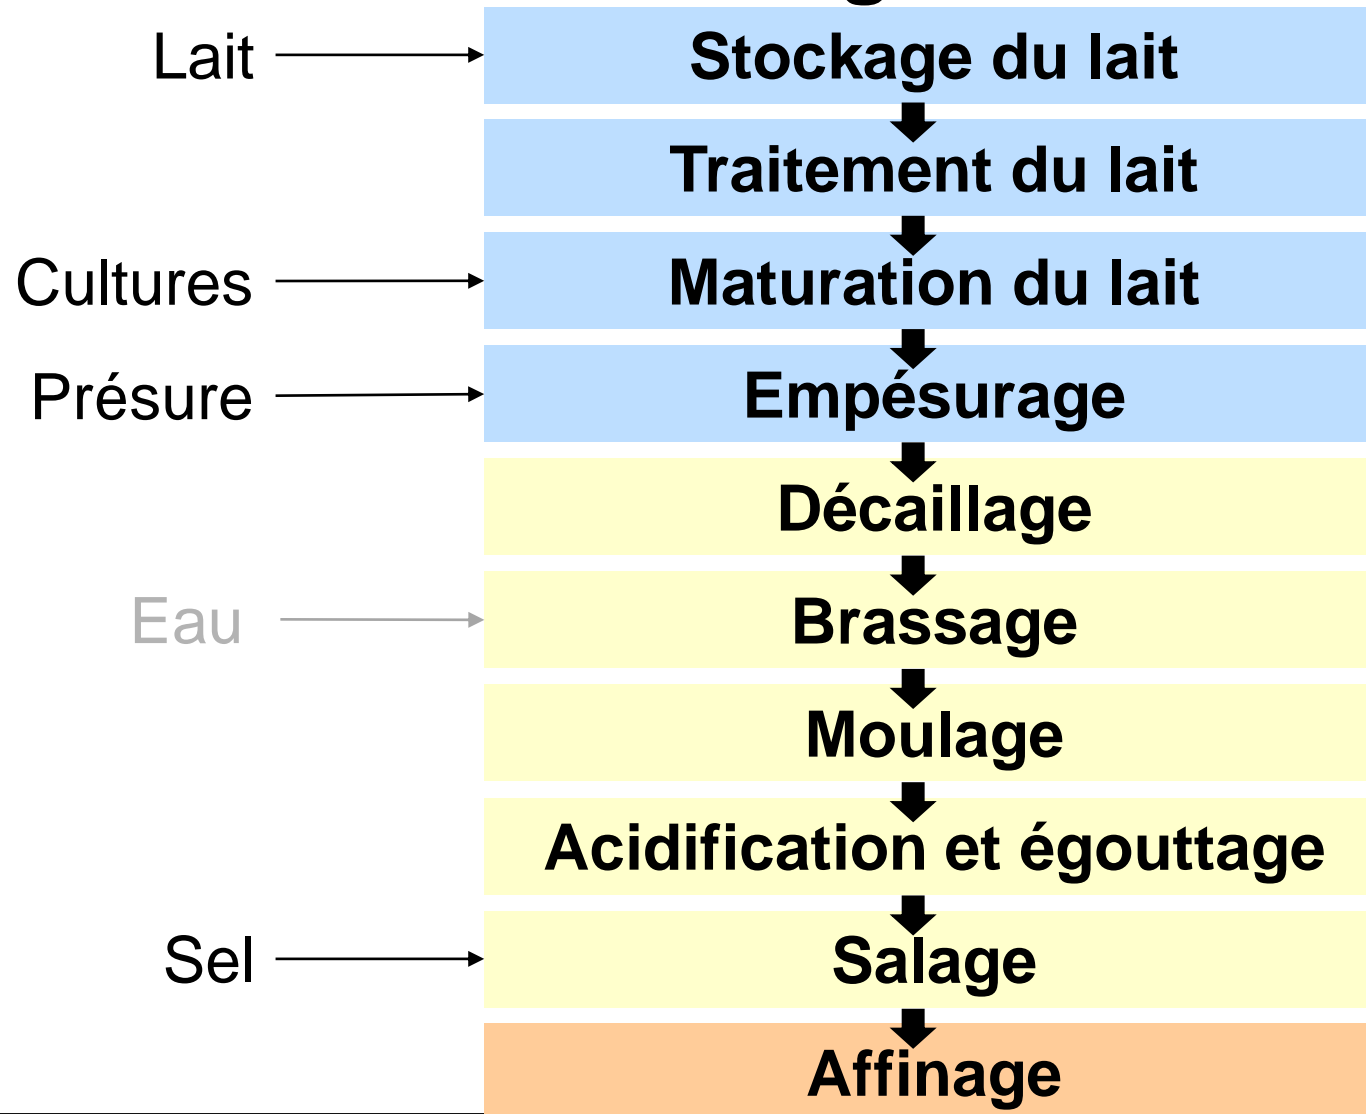 Lait
Stockage du lait
Traitement du lait
Cultures
Maturation du lait
Présure
Empésurage
Décaillage
Eau
Brassage
Moulage
Acidification et égouttage
Sel
Salage
Affinage